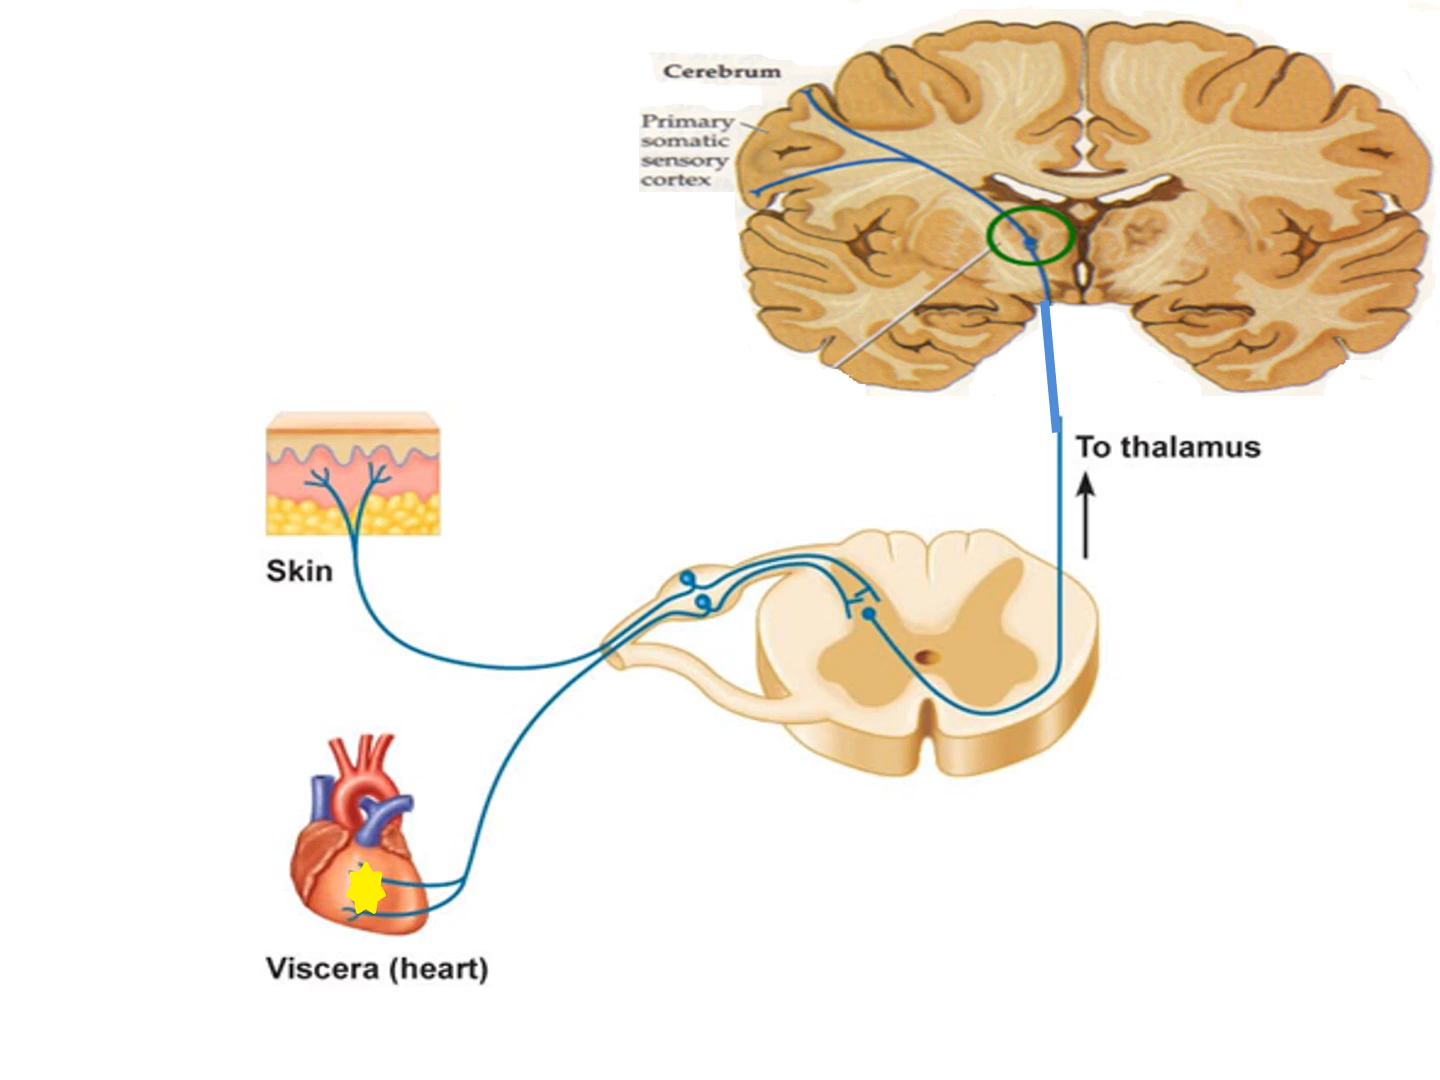 Cerebrum
Primary
somatic
sensory
cortex
To thalamus
Skin
Viscera (heart)